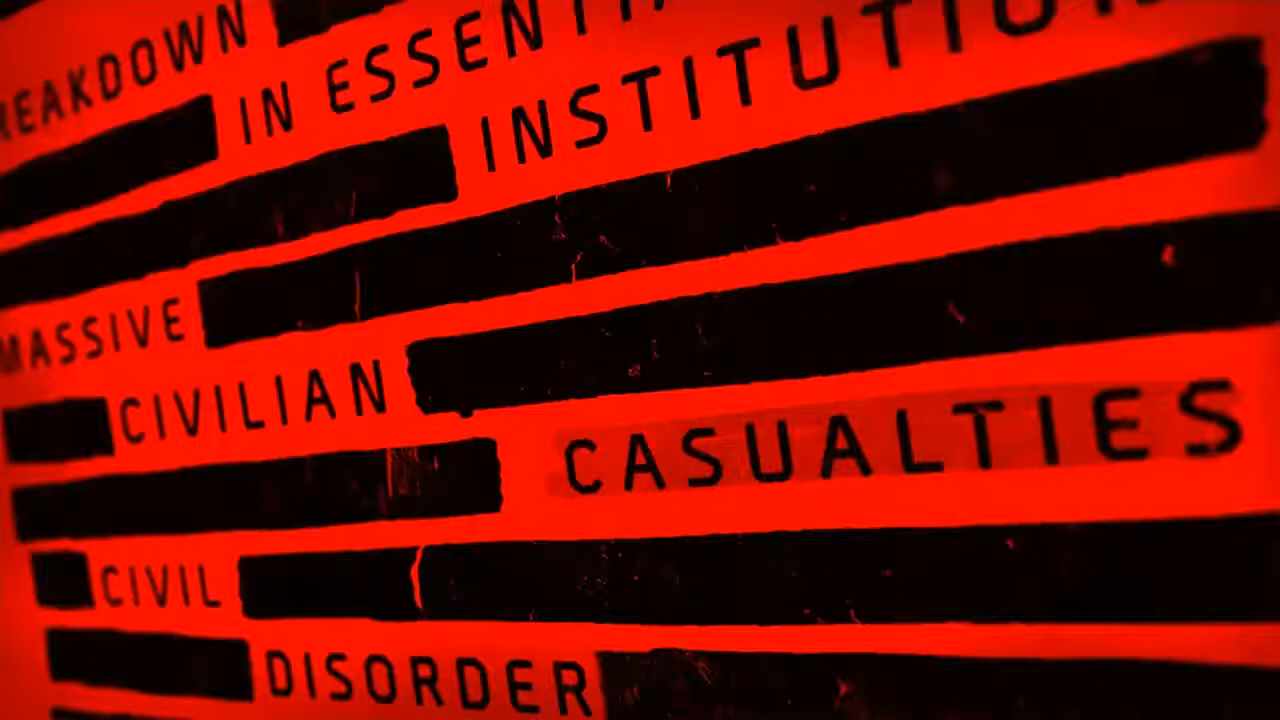 REAKDOWN
IN ESSENTI
INSTITUTIO
MASSIVE
CIVILIAN
CASUALTIES
CIVIL
DISORDER